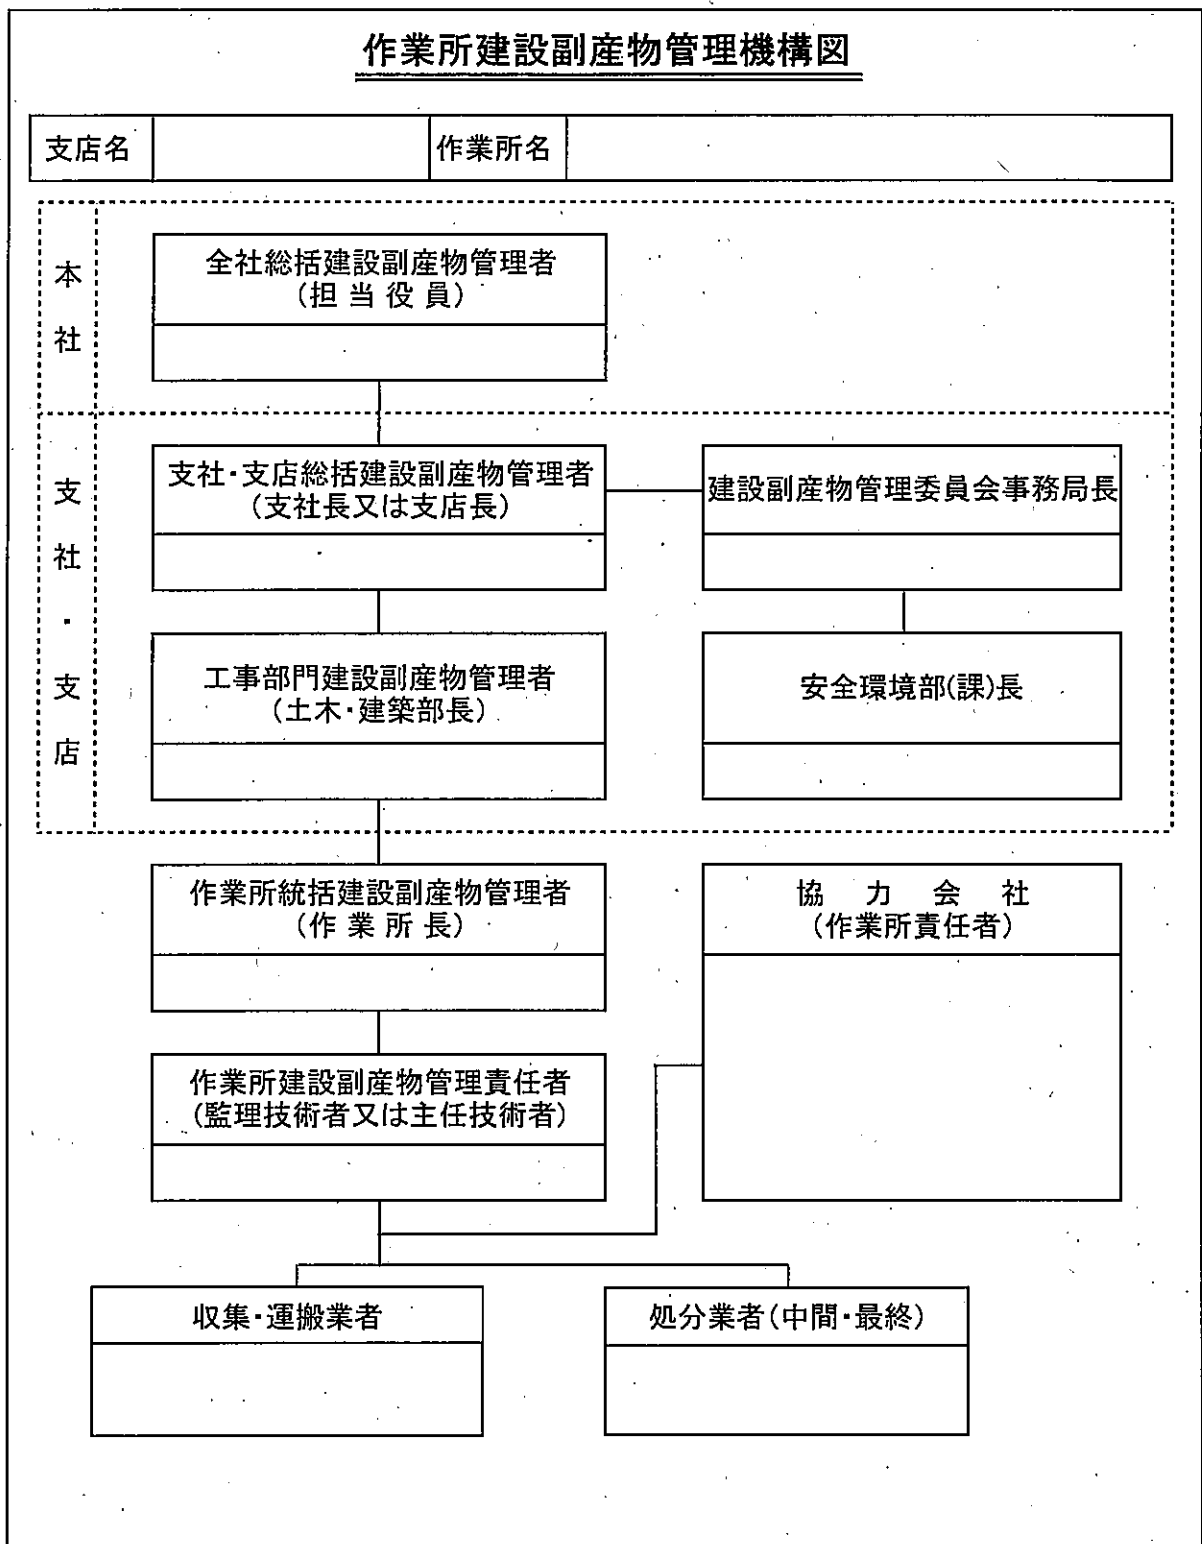 作業所建設副産物管理機構図
支店名 作業所名
本社
全社総括建設副産物管理者
(担当役員)
支社・支店
支社・支店総括建設副産物管理者
(支社長又は支店長)
建設副産物管理委員会事務局長
工事部門建設副産物管理者
(土木・建築部長)
安全環境部(課)長
作業所統括建設副産物管理者
(作業所長)
協力会社
(作業所責任者)
作業所建設副産物管理責任者
(監理技術者又は主任技術者)
収集・運搬業者
処分業者(中間・最終)